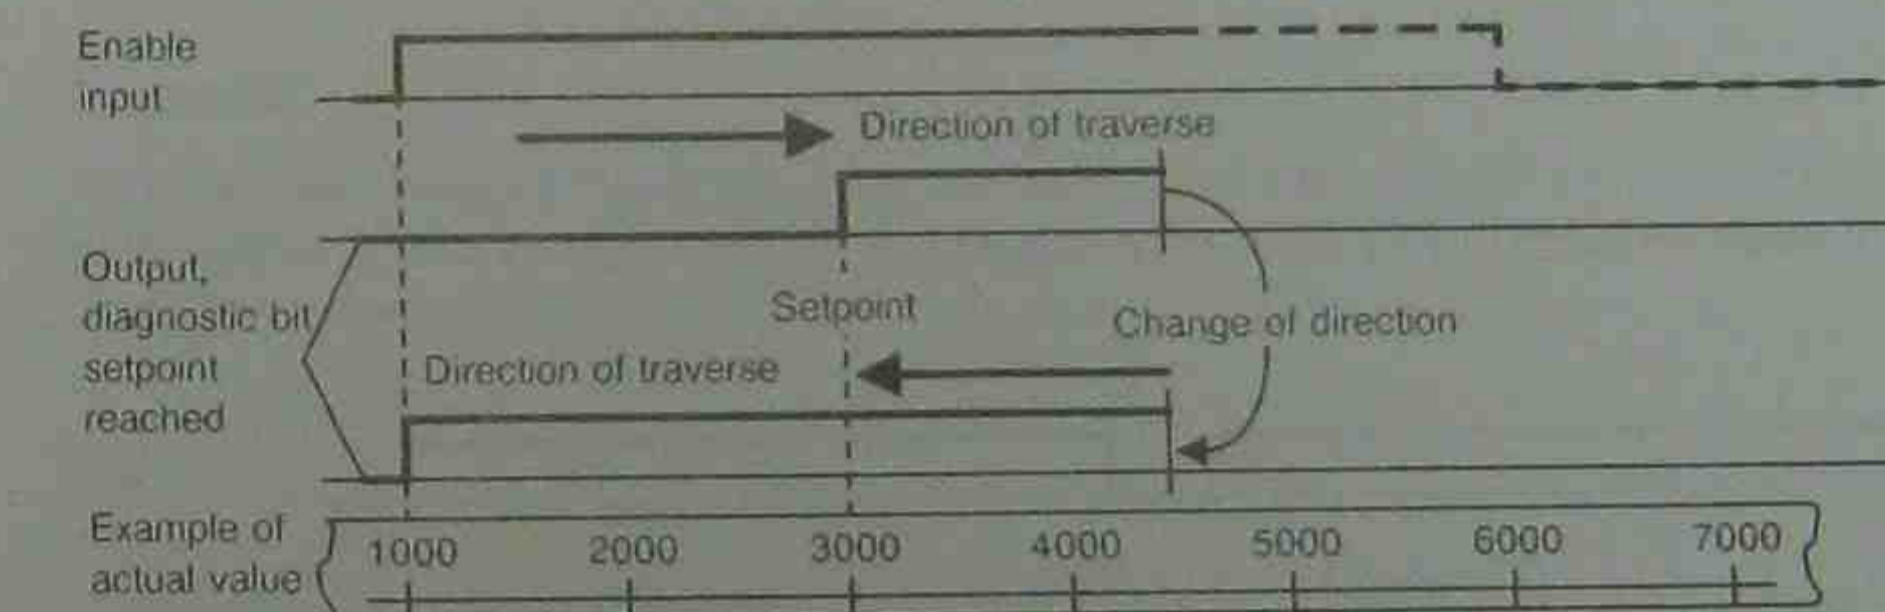 Enable
input
Direction of traverse
Output,
diagnostic bit
setpoint
reached
Setpoint
Change of direction
Direction of traverse
Example of
actual value
1000 2000 3000 4000 5000 6000 7000